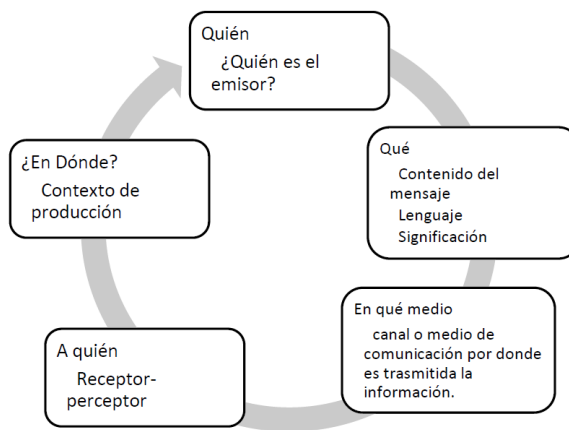 Quién
¿Quién es el
emisor?
Qué
Contenido del
mensaje
Lenguaje
Significación
En qué medio
canal o medio de
comunicación por donde
es trasmitida la
información.
A quién
Receptor-
perceptor
¿En Dónde?
Contexto de
producción